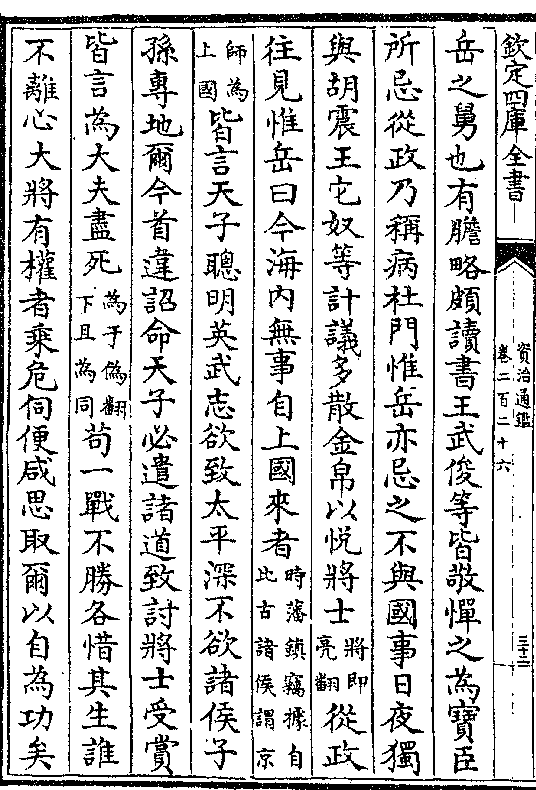 欽定四庫全書
資治通鑑
卷二百二十六
三十二
岳之舅也有膽略頗讀書王武俊等皆敬憚之為寶臣
所忌從政乃稱病杜門惟岳亦忌之不與國事日夜獨
與胡震王它奴等計議多散金帛以悅將士將即亮翻從政
往見惟岳曰今海内無事自上國來者時藩鎮竊據自比古諸侯謂京
師為上國皆言天子聰明英武志欲致太平深不欲諸侯子
孫專地爾今首違詔命天子必遣諸道致討將士受賞
皆言為大夫盡死為于偽翻下且為同苟一戰不勝各惜其生誰
不離心大將有權者乘危伺便咸思取爾以自為功矣